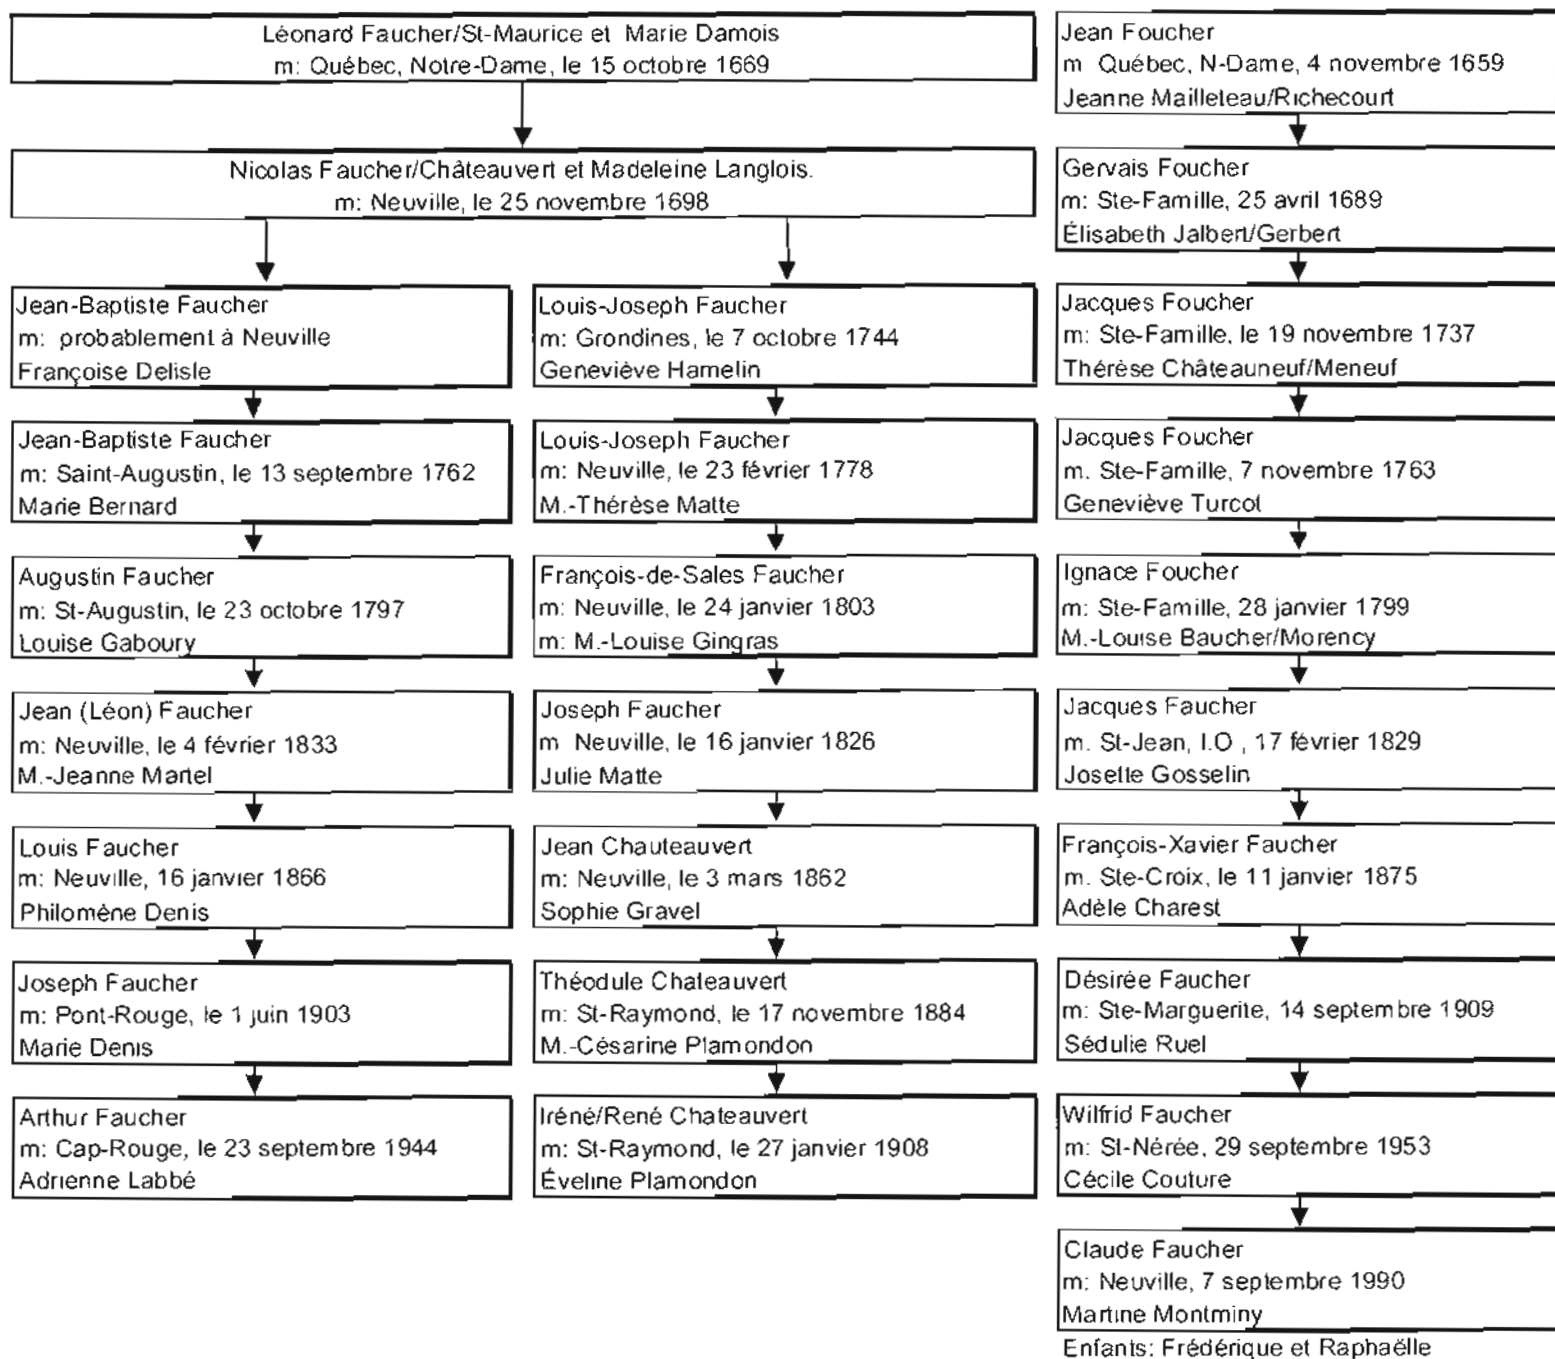 Léonard Faucher/St-Maurice et Marie Damois
m: Québec, Notre-Dame, le 15 octobre 1669
Nicolas Faucher/Châteauvert et Madeleine Langlois.
m: Neuville, le 25 novembre 1698
Jean-Baptiste Faucher
m: probablement à Neuville
Françoise Delisle
Jean-Baptiste Faucher
m: Saint-Augustin, le 13 septembre 1762
Marie Bernard
Augustin Faucher
m: St-Augustin, le 23 octobre 1797
Louise Gaboury
Jean (Léon) Faucher
m: Neuville, le 4 février 1833
M.-Jeanne Martel
Louis Faucher
m: Neuville, 16 janvier 1866
Philomène Denis
Joseph Faucher
m: Pont-Rouge, le 1 juin 1903
Marie Denis
Arthur Faucher
m: Cap-Rouge, le 23 septembre 1944
Adrienne Labbé
Louis-Joseph Faucher
m: Grondines, le 7 octobre 1744
Geneviève Hamelin
Louis-Joseph Faucher
m: Neuville, le 23 février 1778
M.-Thérèse Matte
François-de-Sales Faucher
m: Neuville, le 24 janvier 1803
m: M.-Louise Gingras
Joseph Faucher
m Neuville, le 16 janvier 1826
Julie Matte
Jean Chauteauvert
m: Neuville, le 3 mars 1862
Sophie Gravel
Théodule Chateauvert
m: St-Raymond, le 17 novembre 1884
M.-Césarine Plamondon
Iréné/René Chateauvert
m: St-Raymond, le 27 janvier 1908
Éveline Plamondon
Jean Foucher
m Québec, N-Dame, 4 novembre 1659
Jeanne Mailleteau/Richecourt
Gervais Foucher
m: Ste-Famille, 25 avril 1689
Élisabeth Jalbert/Gerbert
Jacques Foucher
m: Ste-Famille, le 19 novembre 1737
Thérèse Châteauneuf/Meneuf
Jacques Foucher
m. Ste-Famille, 7 novembre 1763
Geneviève Turcot
Ignace Foucher
m: Ste-Famille, 28 janvier 1799
M.-Louise Baucher/Morency
Jacques Faucher
m. St-Jean, I.O , 17 février 1829
Josette Gosselin
François-Xavier Faucher
m. Ste-Croix, le 11 janvier 1875
Adèle Charest
Désirée Faucher
m: Ste-Marguerite, 14 septembre 1909
Sédulie Ruel
Wilfrid Faucher
m: St-Nérée, 29 septembre 1953
Cécile Couture
Claude Faucher
m: Neuville, 7 septembre 1990
Martine Montminy
Enfants: Frédérique et Raphaëlle